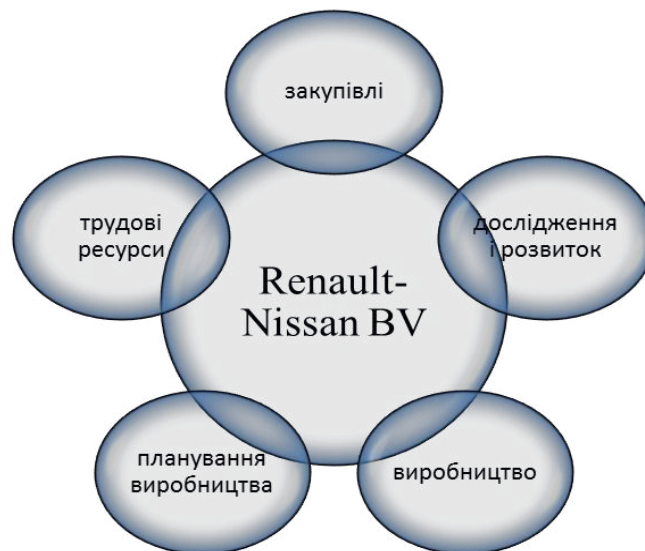 закупівлі
трудові
ресурси
дослідження
і розвиток
Renault-
Nissan BV
планування
виробництва
виробництво